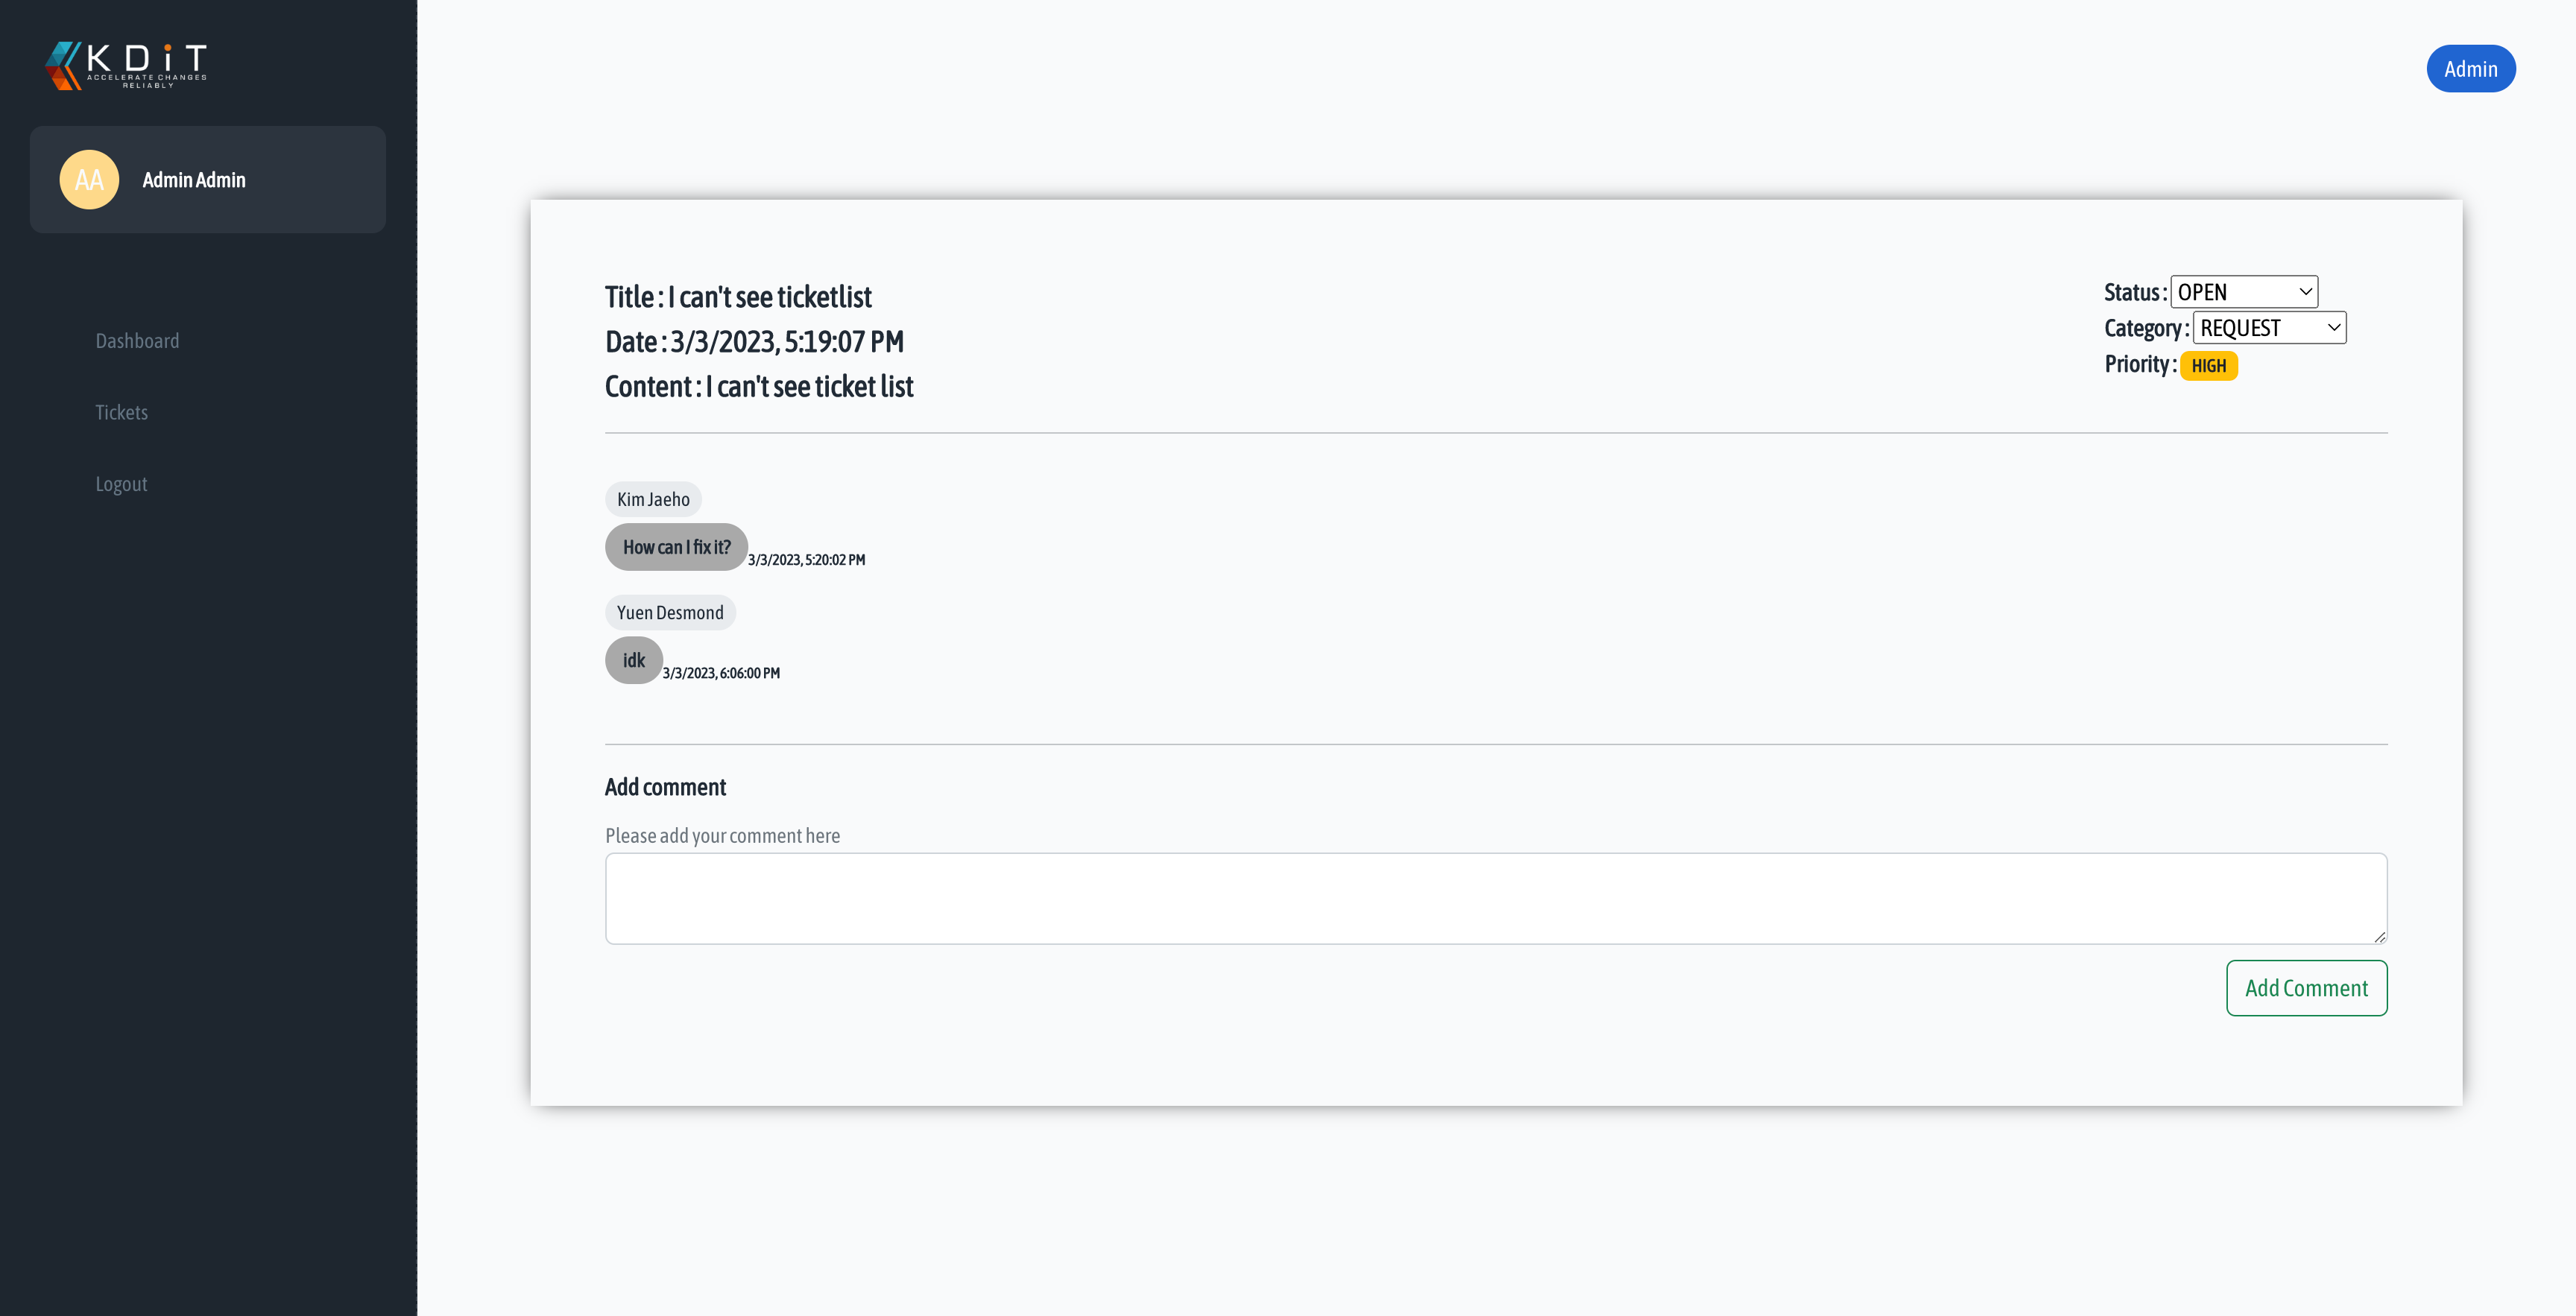 KDiT
ACCELERATE CHANGES
RELIABLY
Admin
AA
Admin Admin
Dashboard
Tickets
Logout
Title : I can't see ticketlist
Date : 3/3/2023, 5:19:07 PM
Content : I can't see ticket list
Status : OPEN
Category : REQUEST
Priority : HIGH
Kim Jaeho
How can I fix it? 3/3/2023, 5:20:02 PM
Yuen Desmond
idk 3/3/2023, 6:06:00 PM
Add comment
Please add your comment here
Add Comment